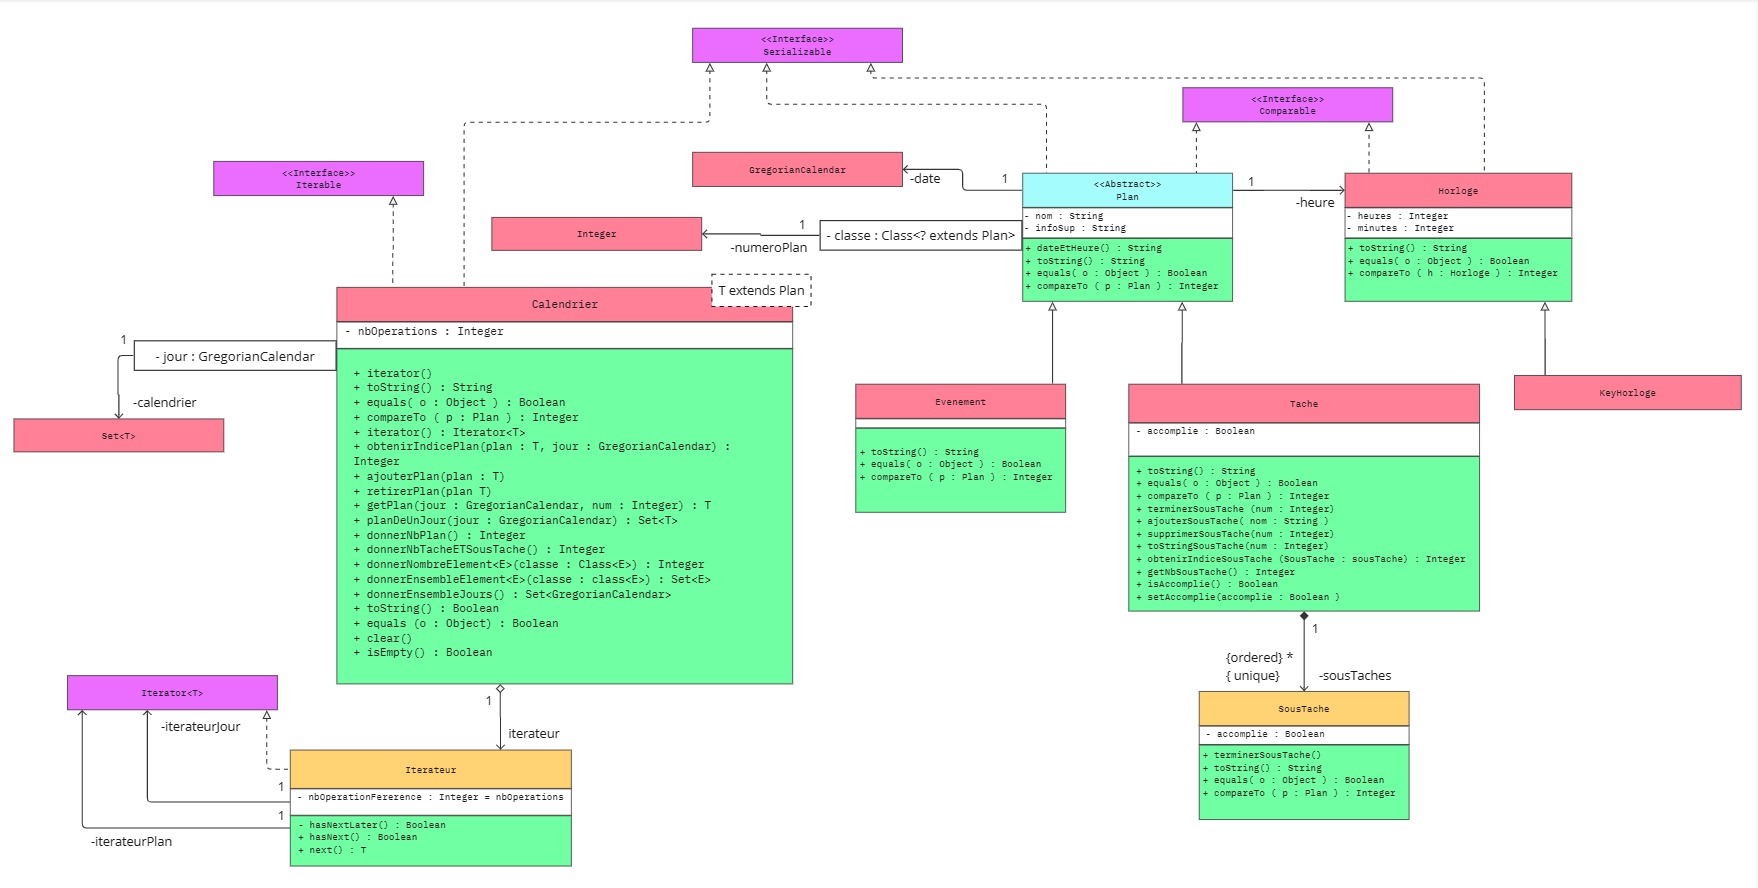 <<Interface>>
Serializable
<<Interface>>
Comparable
<<Interface>>
Iterable
GregorianCalendar
-date
1
<<Abstract>>
Plan
- nom : String
- infoSup : String
+ dateEtHeure() : String
+ toString() : String
+ equals( o : Object ) : Boolean
+ compareTo ( p : Plan ) : Integer
1
-heure
Horloge
- heures : Integer
- minutes : Integer
+ toString() : String
+ equals( o : Object ) : Boolean
+ compareTo ( h : Horloge ) : Integer
Integer
1
-numeroPlan
- classe : Class<? extends Plan>
T extends Plan
Calendrier
- nbOperations : Integer
+ iterator()
+ toString() : String
+ equals( o : Object ) : Boolean
+ compareTo ( p : Plan ) : Integer
+ iterator() : Iterator<T>
+ obtenirIndicePlan(plan : T, jour : GregorianCalendar) :
Integer
+ ajouterPlan(plan : T)
+ retirerPlan(plan T)
+ getPlan(jour : GregorianCalendar, num : Integer) : T
+ planDeUnJour(jour : GregorianCalendar) : Set<T>
+ donnerNbPlan() : Integer
+ donnerNbTacheETSousTache() : Integer
+ donnerNombreElement<E>(classe : Class<E>) : Integer
+ donnerEnsembleElement<E>(classe : class<E>) : Set<E>
+ donnerEnsembleJours() : Set<GregorianCalendar>
+ toString() : Boolean
+ equals (o : Object) : Boolean
+ clear()
+ isEmpty() : Boolean
1
- jour : GregorianCalendar
-calendrier
Set<T>
Evenement
+ toString() : String
+ equals( o : Object ) : Boolean
+ compareTo ( p : Plan ) : Integer
Tache
- accomplie : Boolean
+ toString() : String
+ equals( o : Object ) : Boolean
+ compareTo ( p : Plan ) : Integer
+ terminerSousTache (num : Integer)
+ ajouterSousTache( nom : String )
+ supprimerSousTache(num : Integer)
+ toStringSousTache(num : Integer)
+ obtenirIndiceSousTache (SousTache : sousTache) : Integer
+ getNbSousTache() : Integer
+ isAccomplie() : Boolean
+ setAccomplie(accomplie : Boolean )
KeyHorloge
1
{ordered} *
{ unique}
-sousTaches
SousTache
- accomplie : Boolean
+ terminerSousTache()
+ toString() : String
+ equals( o : Object ) : Boolean
+ compareTo ( p : Plan ) : Integer
1
iterateur
Iterator<T>
-iterateurJour
Iterateur
1
- nbOperationFererence : Integer = nbOperations
1
- hasNextLater() : Boolean
+ hasNext() : Boolean
+ next() : T
-iterateurPlan